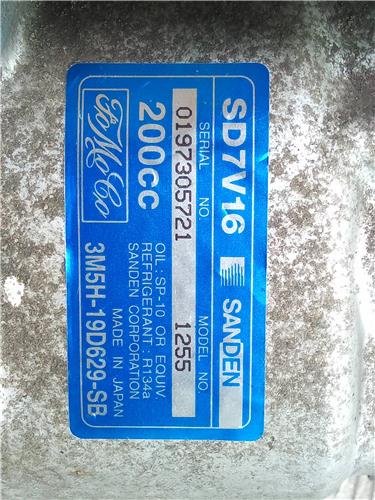 SD7V16 SANDEN
SERIAL NO. MODEL NO.
0197305721 1255
200cc
OIL: SP-10 OR EQUIV.
REFRIGERANT: R134a
SANDEN CORPORATION
MADE IN JAPAN
FoMoCo
3M5H-19D629-SB